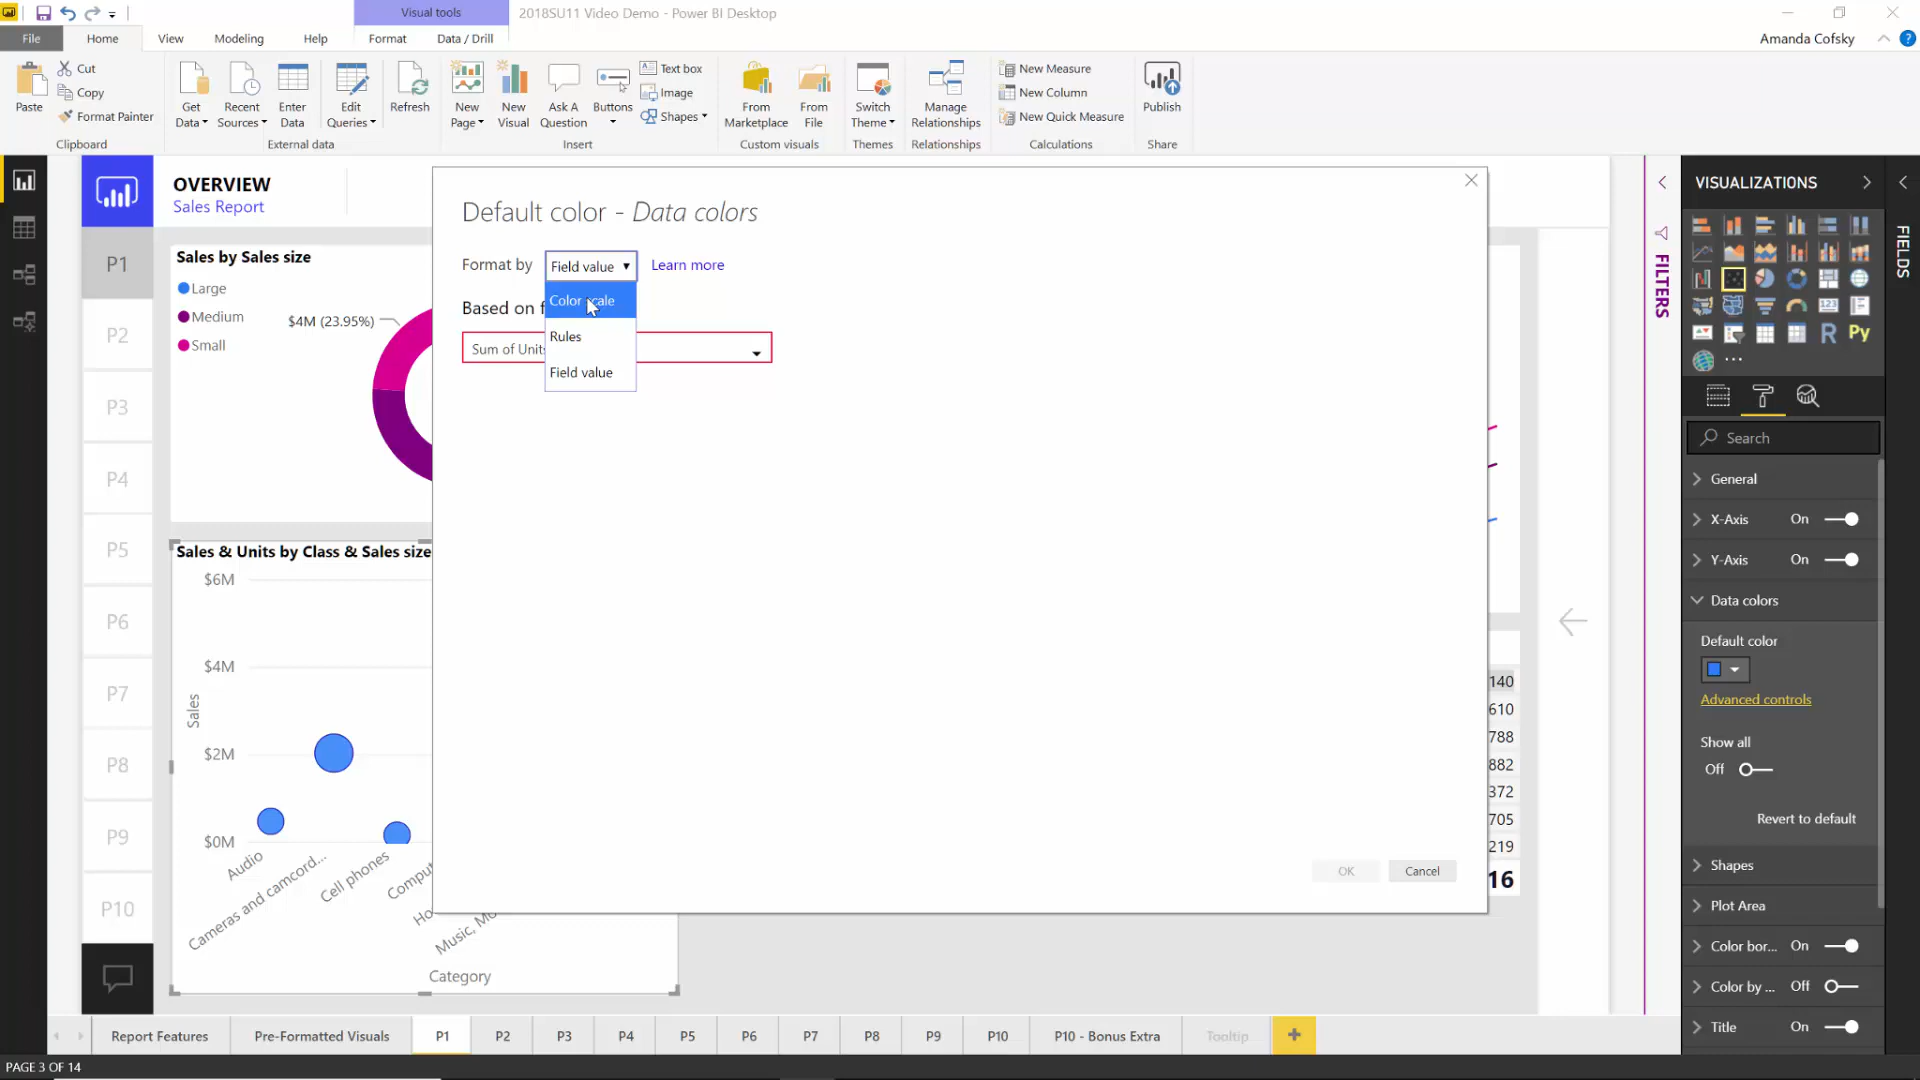 Visual tools
2018SU11 Video Demo - Power BI Desktop
File
Home
View
Modeling
Help
Format
Data / Drill
Amanda Cofsky
?
Paste
Cut
Copy
Format Painter
Clipboard
Get
Data
Recent
Sources
Enter
Data
Edit
Queries
Refresh
External data
New
Page
New
Visual
Ask A
Question
Buttons
Text box
Image
Shapes
Insert
From
Marketplace
From
File
Custom visuals
Switch
Theme
Themes
Manage
Relationships
Relationships
New Measure
New Column
New Quick Measure
Calculations
Publish
Share
OVERVIEW
Sales Report
P1
P2
P3
P4
P5
P6
P7
P8
P9
P10
Sales by Sales size
Large
Medium
Small
$4M (23.95%)
Sales & Units by Class & Sales size
$6M
$4M
$2M
$0M
Sales
Audio
Cameras and camcord...
Cell phones
Comput
Ho
Music, Mo
Category
Default color - Data colors
Format by
Field value
Learn more
Color scale
Based on f
Rules
Sum of Units
Field value
OK
Cancel
140
610
788
882
372
705
219
16
FILTERS
VISUALIZATIONS
FIELDS
R
Py
Search
General
X-Axis On
Y-Axis On
Data colors
Default color
Advanced controls
Show all
Off
Revert to default
Shapes
Plot Area
Color bor... On
Color by ... Off
Title On
Report Features
Pre-Formatted Visuals
P1
P2
P3
P4
P5
P6
P7
P8
P9
P10
P10 - Bonus Extra
Tooltip
+
PAGE 3 OF 14